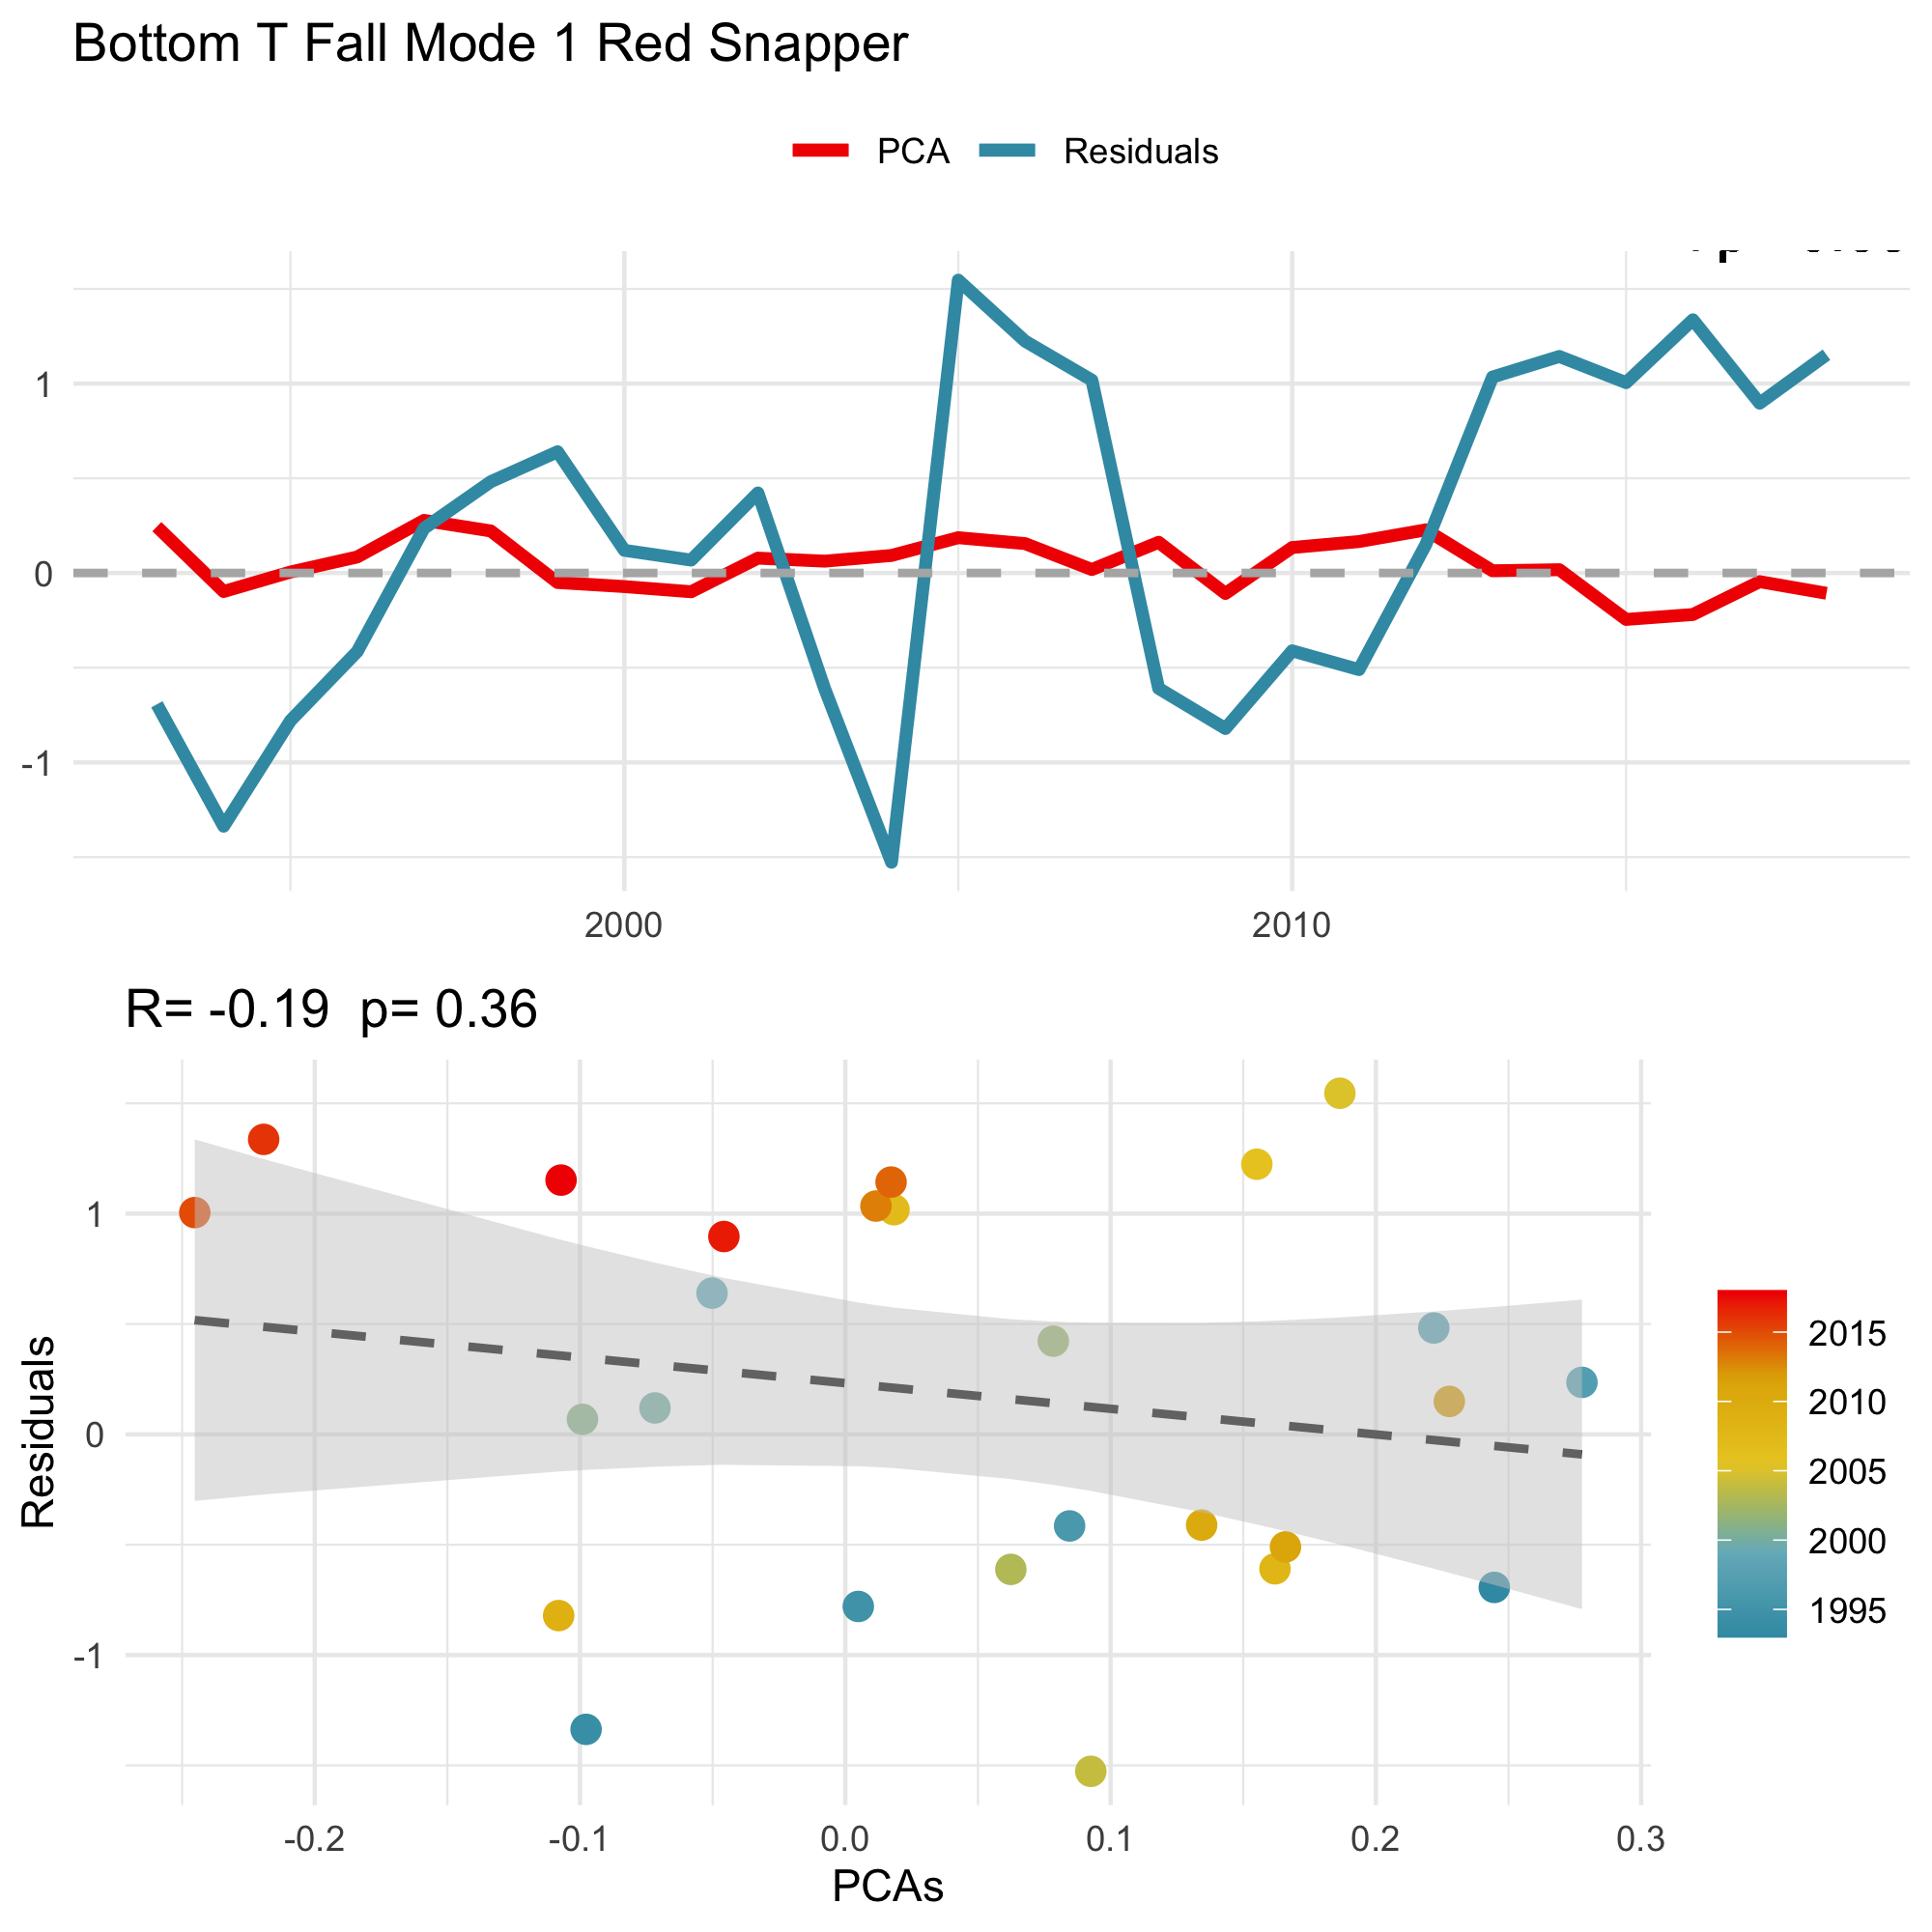 Bottom T Fall Mode 1 Red Snapper
PCA Residuals
1
0
-1
2000 2010
R= -0.19 p= 0.36
Residuals
1
0
-1
-0.2 -0.1 0.0 0.1 0.2 0.3
PCAs
2015
2010
2005
2000
1995